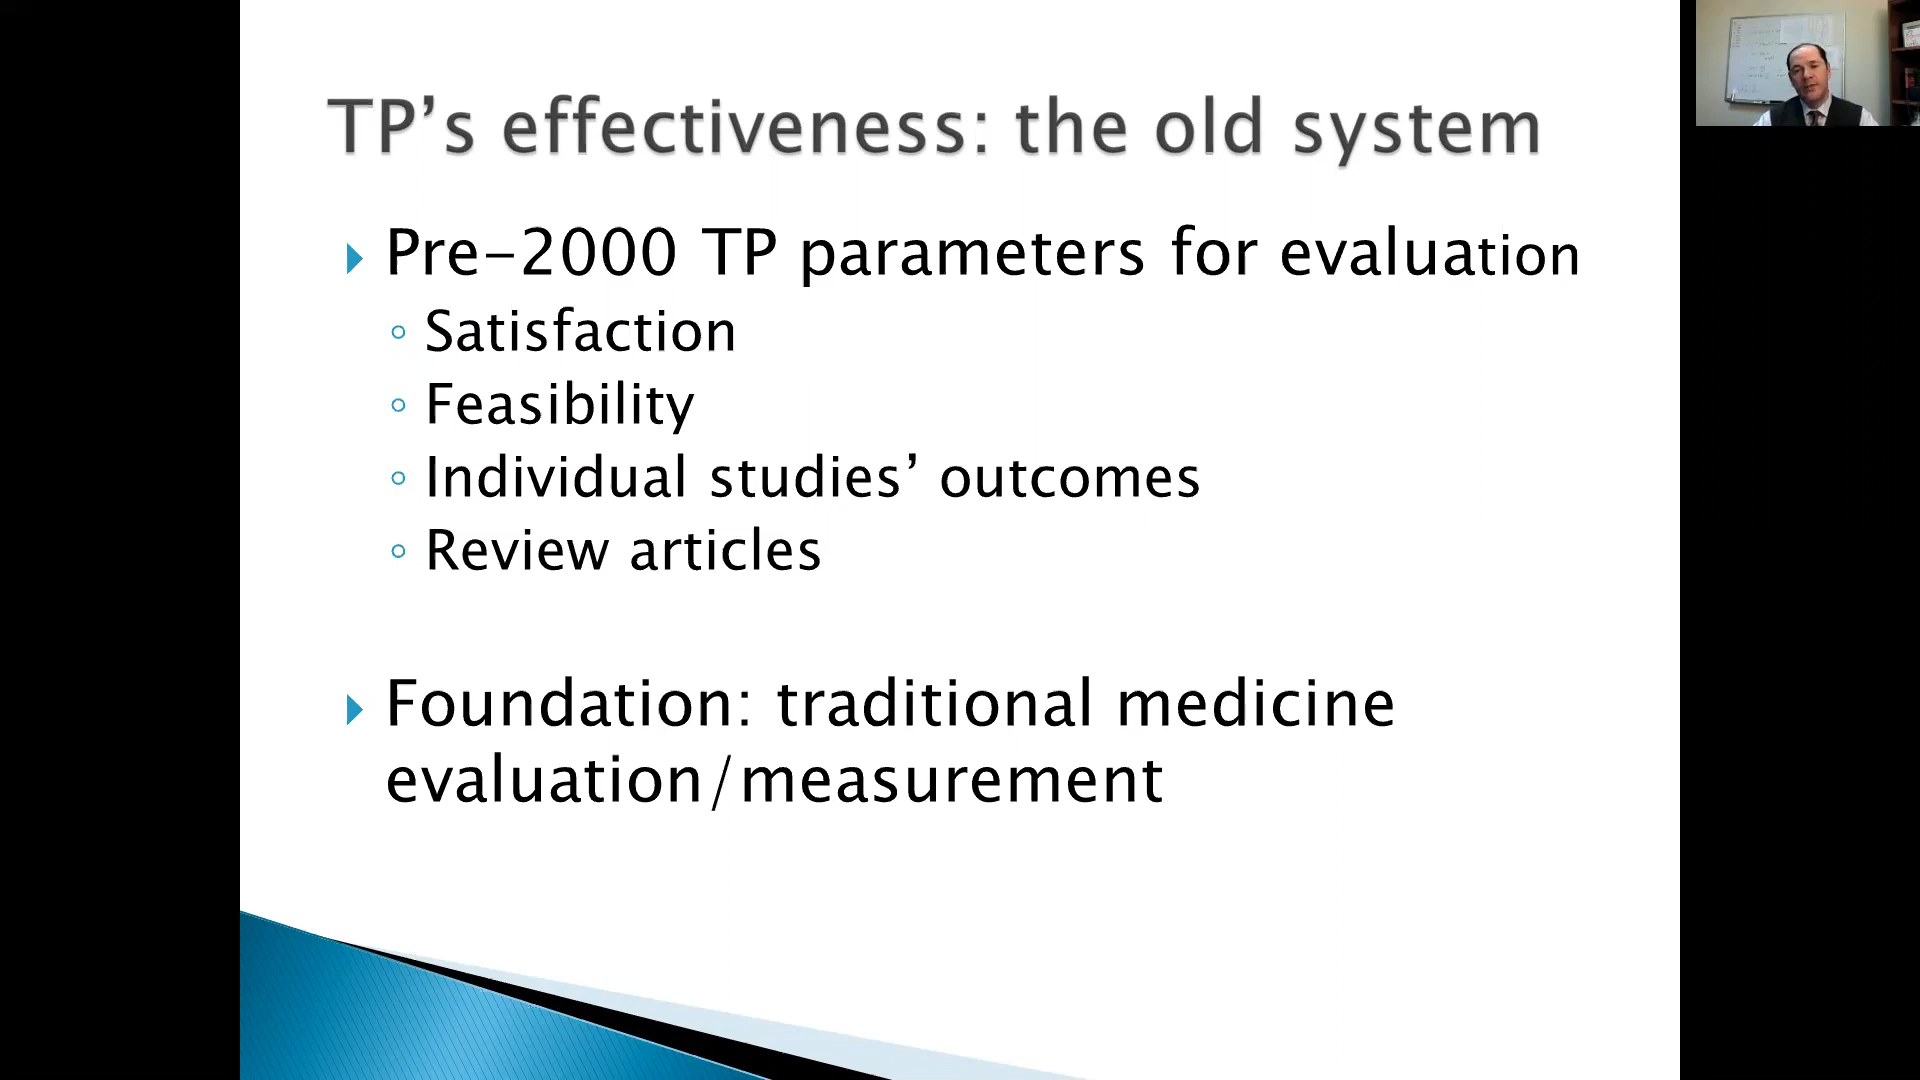 TP’s effectiveness: the old system
Pre-2000 TP parameters for evaluation
Satisfaction
Feasibility
Individual studies’ outcomes
Review articles
Foundation: traditional medicine
evaluation/measurement